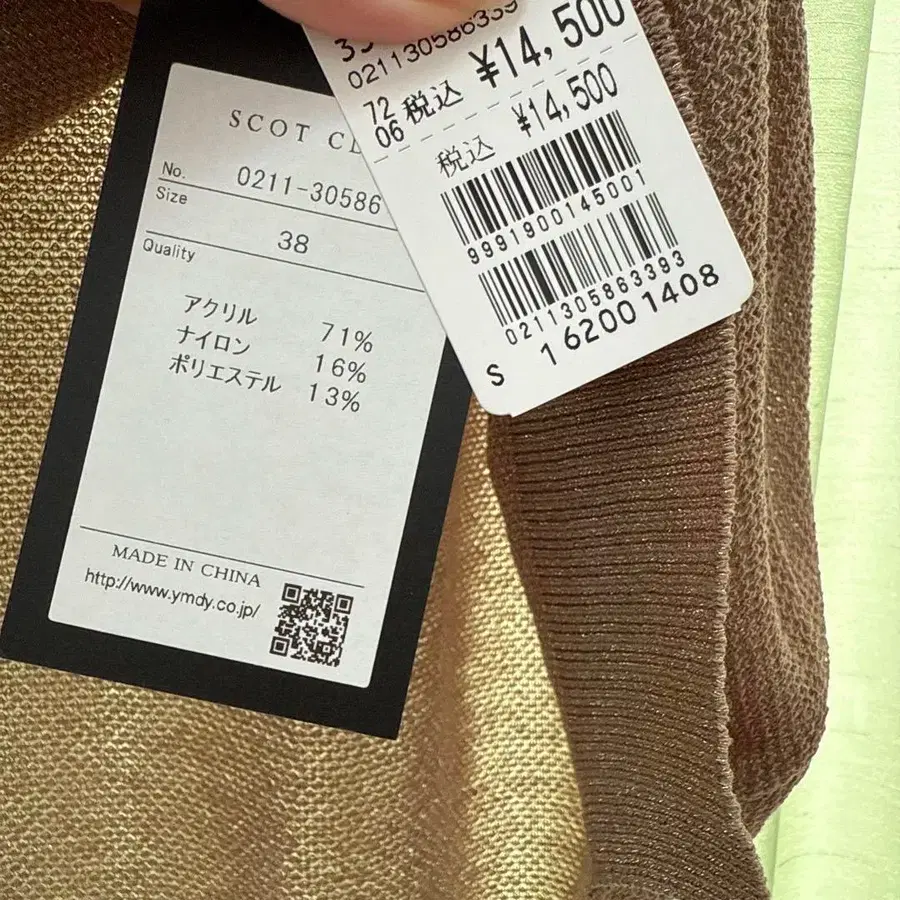 SCOT CL
No. 0211-30586
Size
38
Quality
アクリル 71%
ナイロン 16%
ポリエステル 13%
MADE IN CHINA
http://www.ymdy.co.jp/
021130586339
¥14,500
72
06 税込
¥14,500
税込
9991900145001
0211305863393
S 162001408